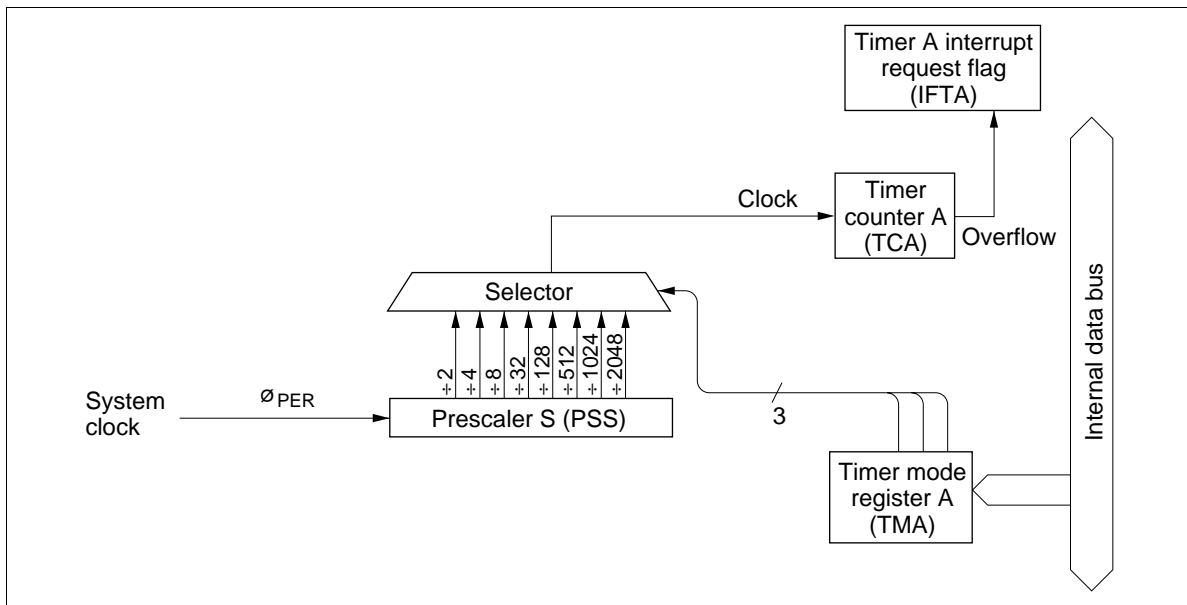 Timer A interrupt
request flag
(IFTA)
Clock
Timer
counter A
(TCA)
Overflow
Selector
÷2
÷4
÷8
÷32
÷128
÷512
÷1024
÷2048
System
clock
ø PER
Prescaler S (PSS)
3
Timer mode
register A
(TMA)
Internal data bus